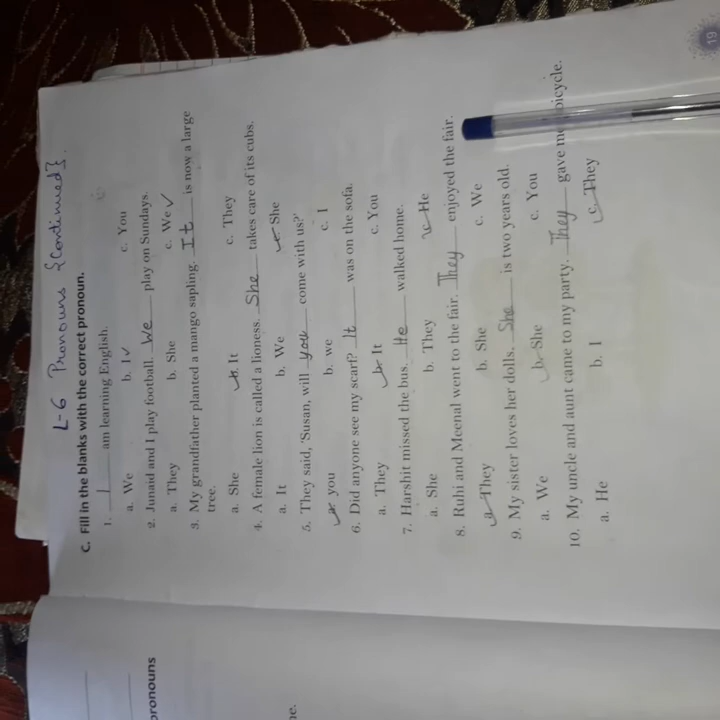 L-6 Pronouns {Continued}.
C. Fill in the blanks with the correct pronoun.
1. I am learning English.
a. We b. I ✓ c. You
2. Junaid and I play football. We play on Sundays.
a. They b. She c. We ✓
3. My grandfather planted a mango sapling. It is now a large
tree.
a. She b. It c. They
4. A female lion is called a lioness. She takes care of its cubs.
a. It b. We c. She
5. They said, 'Susan, will you come with us?'
a. you b. we c. I
6. Did anyone see my scarf? It was on the sofa.
a. They b. It c. You
7. Harshit missed the bus. He walked home.
a. She b. They c. He
8. Ruhi and Meenal went to the fair. They enjoyed the fair.
a. They b. She c. We
9. My sister loves her dolls. She is two years old.
a. We b. She c. You
10. My uncle and aunt came to my party. They gave me bicycle.
a. He b. I c. They
19
pronouns